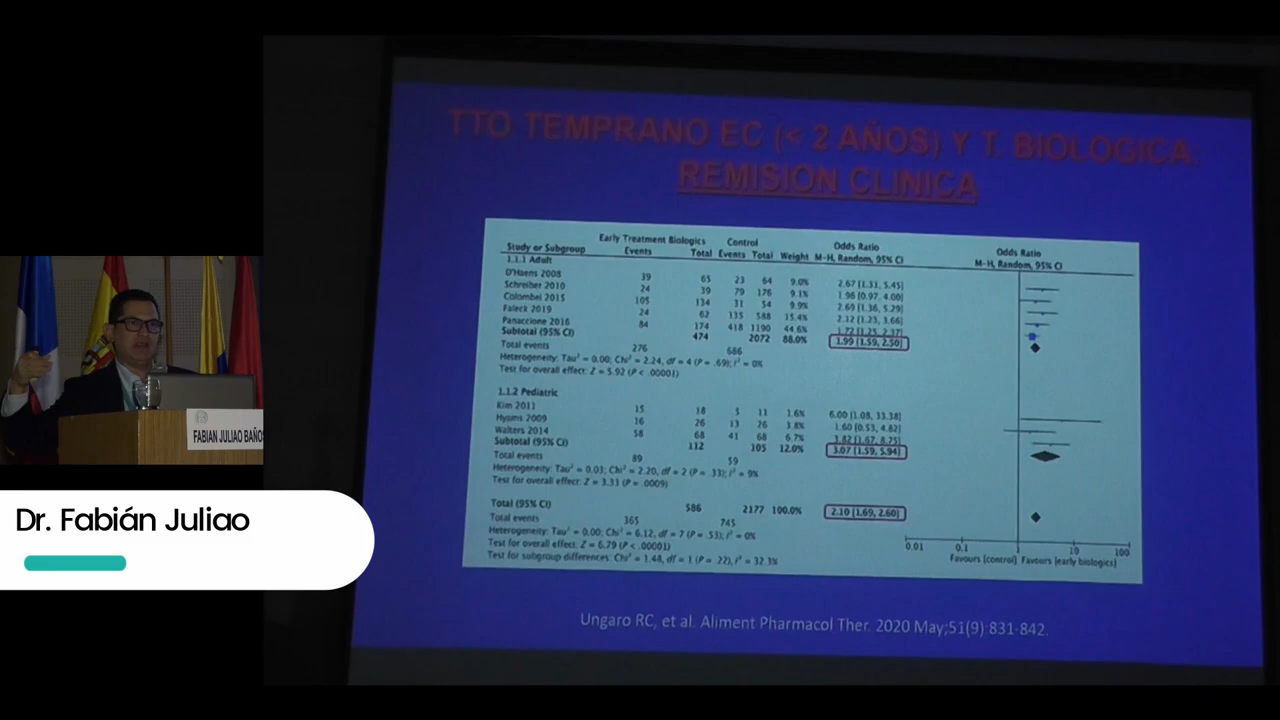 TTO TEMPRANO EC (< 2 AÑOS) Y T. BIOLOGICA.
REMISION CLINICA
Early Treatment Biologics Control Odds Ratio Odds Ratio
Study or Subgroup Events Total Events Total Weight M-H, Random, 95% CI M-H, Random, 95% CI
1.1.1 Adult
D'Haens 2008 39 65 23 64 9.0% 2.67 [1.31, 5.45]
Schreiber 2010 24 39 79 176 9.1% 1.96 [0.97, 4.00]
Colombel 2015 105 134 31 54 9.9% 2.69 [1.36, 5.29]
Faleck 2019 24 62 135 588 15.4% 2.12 [1.23, 3.66]
Panaccione 2016 84 174 418 1190 44.6% 1.72 [1.25, 2.37]
Subtotal (95% CI) 474 2072 88.0% 1.99 [1.59, 2.50]
Total events 276 686
Heterogeneity: Tau² = 0.00; Chi² = 2.24, df = 4 (P = .69); I² = 0%
Test for overall effect: Z = 5.92 (P < .00001)
1.1.2 Pediatric
Kim 2011 15 18 5 11 1.6% 6.00 [1.08, 33.38]
Hyams 2009 16 26 13 26 3.8% 1.60 [0.53, 4.82]
Walters 2014 58 68 41 68 6.7% 3.82 [1.67, 8.75]
Subtotal (95% CI) 112 105 12.0% 3.07 [1.59, 5.94]
Total events 89 59
Heterogeneity: Tau² = 0.03; Chi² = 2.20, df = 2 (P = .33); I² = 9%
Test for overall effect: Z = 3.33 (P = .0009)
Total (95% CI) 586 2177 100.0% 2.10 [1.69, 2.60]
Total events 365 745
Heterogeneity: Tau² = 0.00; Chi² = 6.12, df = 7 (P = .53); I² = 0%
Test for overall effect: Z = 6.79 (P < .00001)
Test for subgroup differences: Chi² = 1.48, df = 1 (P = .22), I² = 32.3%
0.01 0.1 1 10 100
Favours [control] Favours [early biologics]
Ungaro RC, et al. Aliment Pharmacol Ther. 2020 May;51(9) 831-842.
FABIAN JULIAO BAÑO
Dr. Fabián Juliao